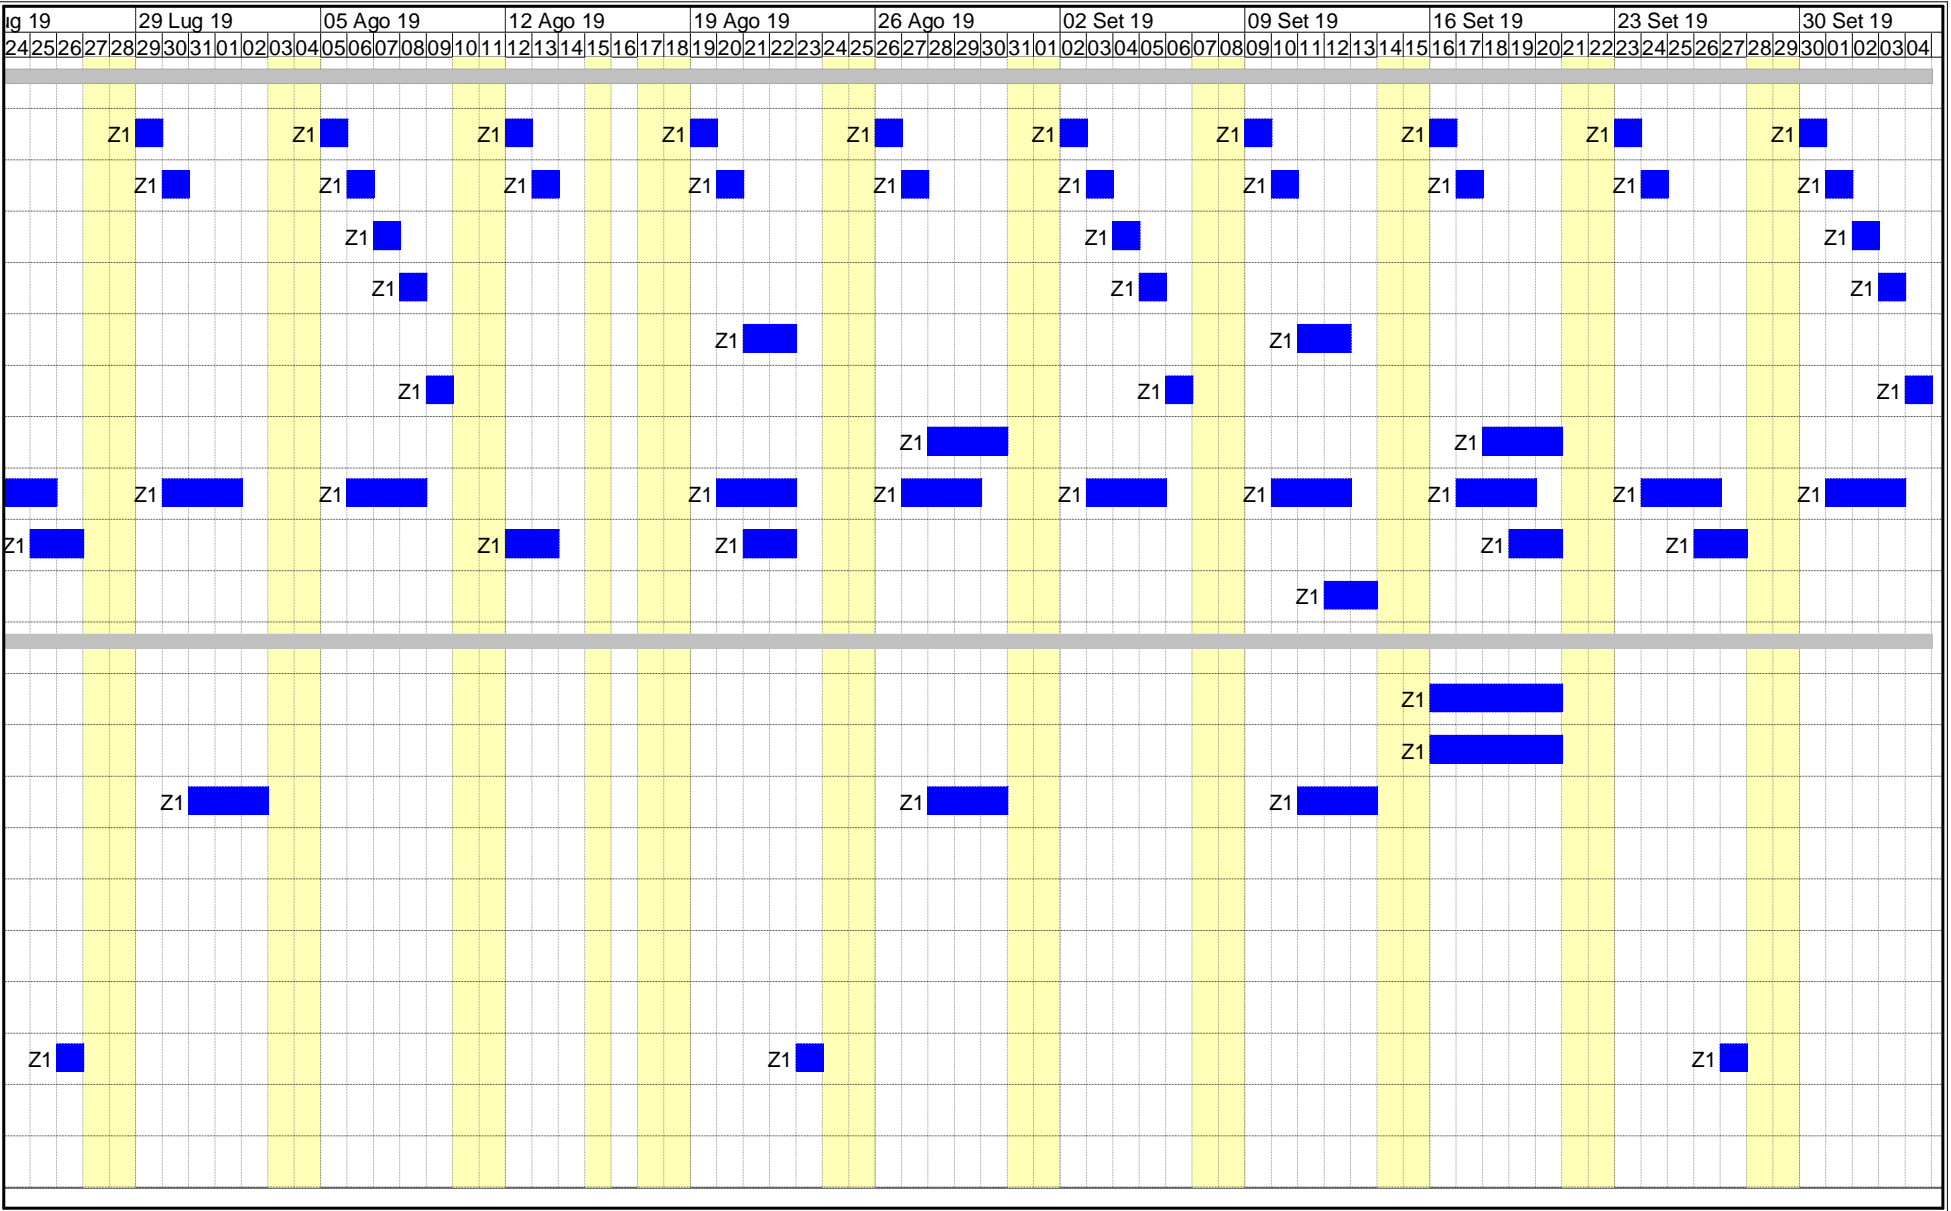 ug 19 29 Lug 19 05 Ago 19 12 Ago 19 19 Ago 19 26 Ago 19 02 Set 19 09 Set 19 16 Set 19 23 Set 19 30 Set 19
24 25 26 27 28 29 30 31 01 02 03 04 05 06 07 08 09 10 11 12 13 14 15 16 17 18 19 20 21 22 23 24 25 26 27 28 29 30 31 01 02 03 04 05 06 07 08 09 10 11 12 13 14 15 16 17 18 19 20 21 22 23 24 25 26 27 28 29 30 01 02 03 04
Z1 Z1 Z1 Z1 Z1 Z1 Z1 Z1 Z1 Z1
Z1 Z1 Z1 Z1 Z1 Z1 Z1 Z1 Z1 Z1
Z1 Z1 Z1
Z1 Z1 Z1
Z1 Z1
Z1 Z1 Z1
Z1 Z1
Z1 Z1 Z1 Z1 Z1 Z1 Z1 Z1 Z1
Z1 Z1 Z1 Z1 Z1
Z1
Z1
Z1
Z1 Z1 Z1
Z1 Z1 Z1